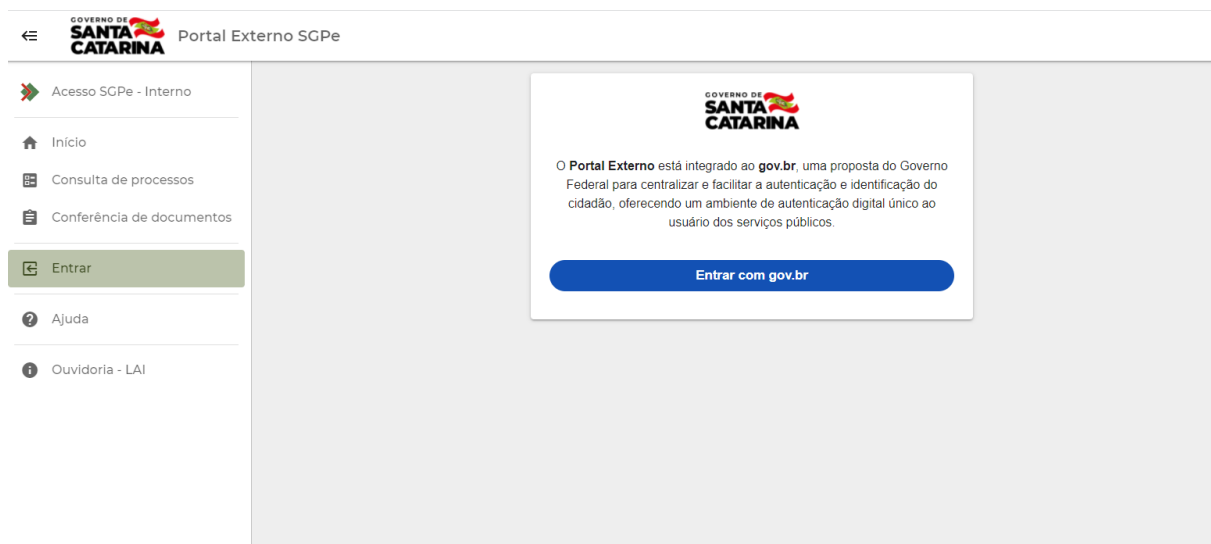 GOVERNO DE
SANTA
CATARINA
Portal Externo SGPe
Acesso SGPe - Interno
Início
Consulta de processos
Conferência de documentos
Entrar
Ajuda
Ouvidoria - LAI
GOVERNO DE
SANTA
CATARINA
O Portal Externo está integrado ao gov.br, uma proposta do Governo
Federal para centralizar e facilitar a autenticação e identificação do
cidadão, oferecendo um ambiente de autenticação digital único ao
usuário dos serviços públicos.
Entrar com gov.br